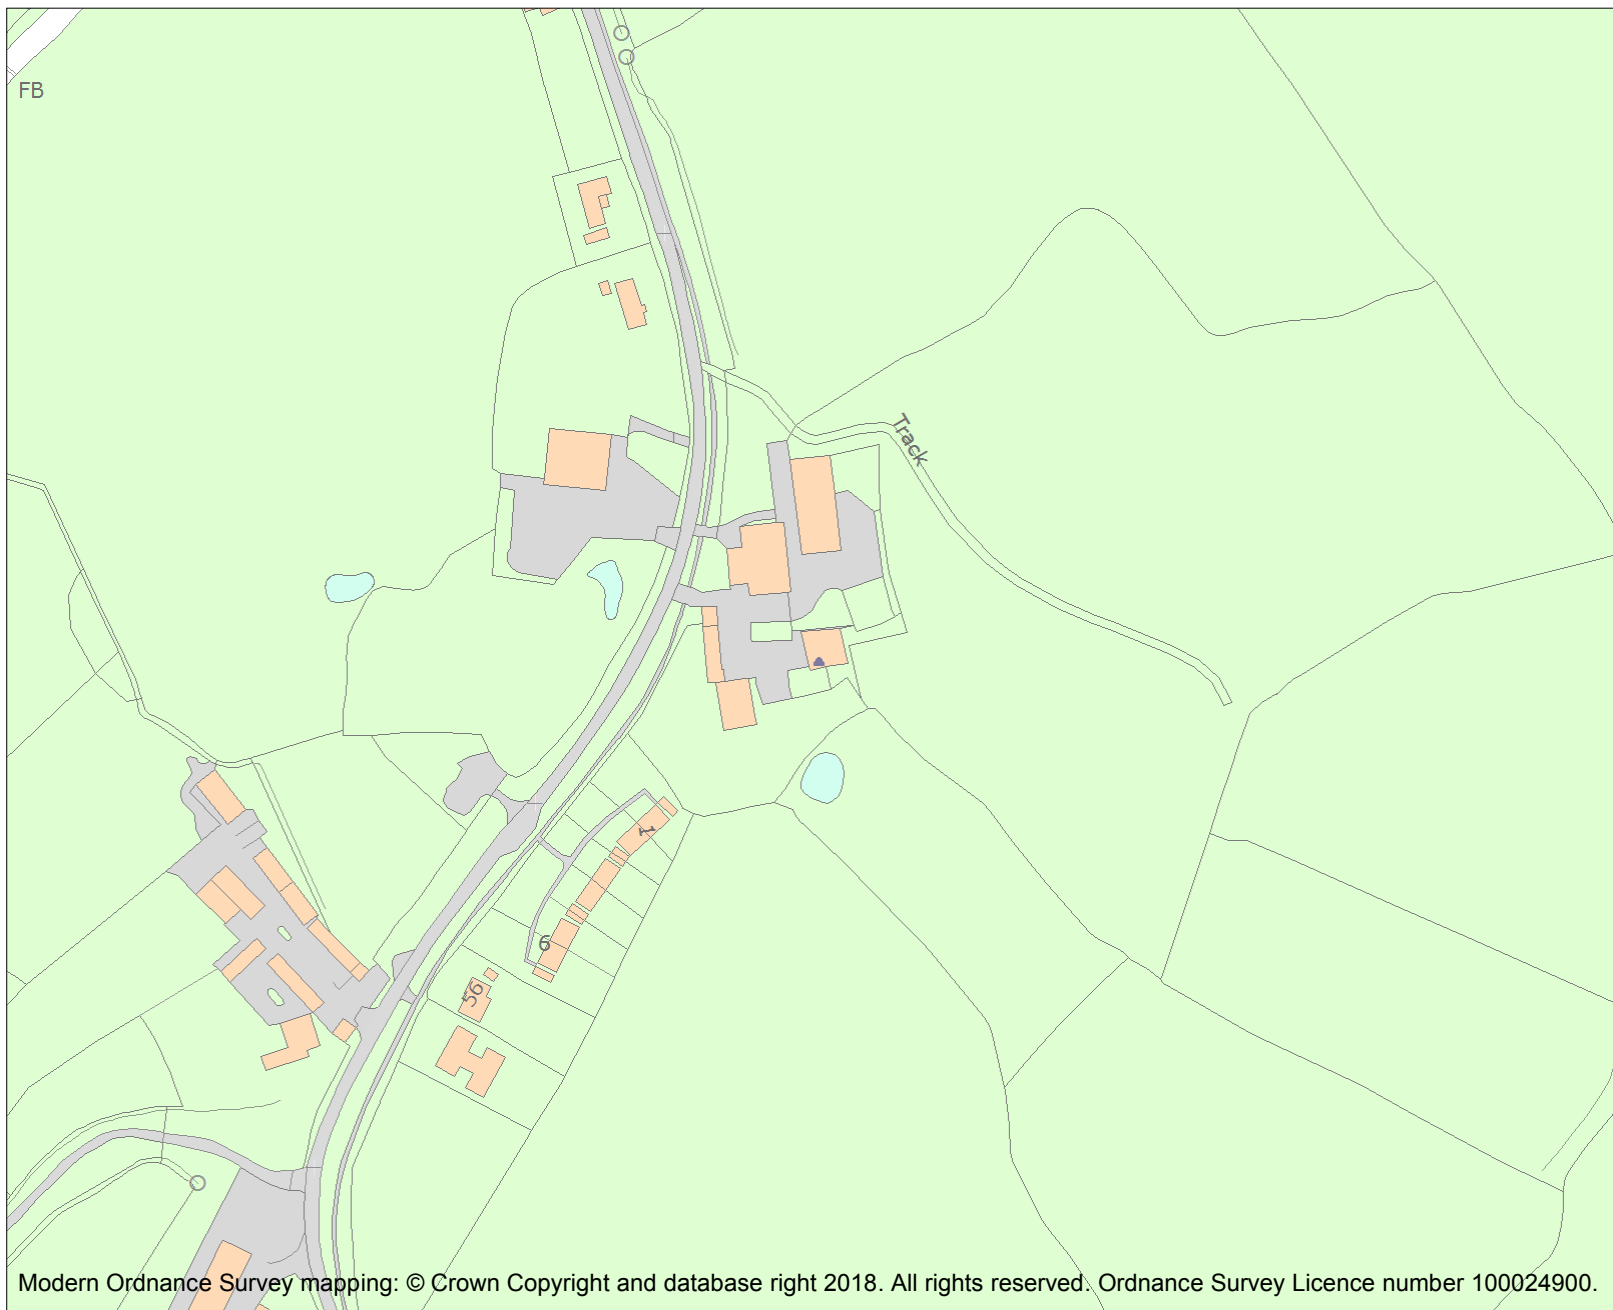 FB
Track
1
6
56
Modern Ordnance Survey mapping: © Crown Copyright and database right 2018. All rights reserved. Ordnance Survey Licence number 100024900.